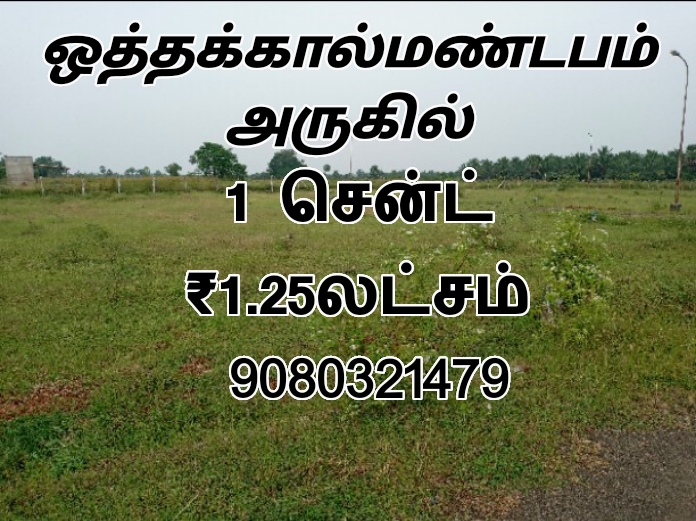 ஒத்தக்கால்மண்டபம்
அருகில்
1 சென்ட்
₹1.25லட்சம்
9080321479